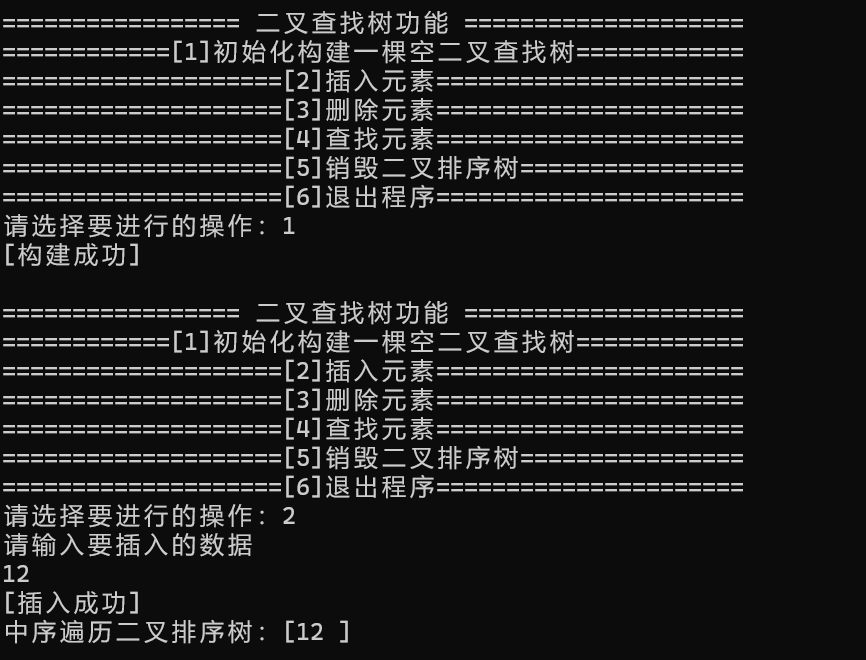 ================= 二叉查找树功能 ====================
============[1]初始化构建一棵空二叉查找树============
====================[2]插入元素======================
====================[3]删除元素======================
====================[4]查找元素======================
====================[5]销毁二叉排序树================
====================[6]退出程序======================
请选择要进行的操作: 1
[构建成功]
================= 二叉查找树功能 ====================
============[1]初始化构建一棵空二叉查找树============
====================[2]插入元素======================
====================[3]删除元素======================
====================[4]查找元素======================
====================[5]销毁二叉排序树================
====================[6]退出程序======================
请选择要进行的操作: 2
请输入要插入的数据
12
[插入成功]
中序遍历二叉排序树: [12 ]